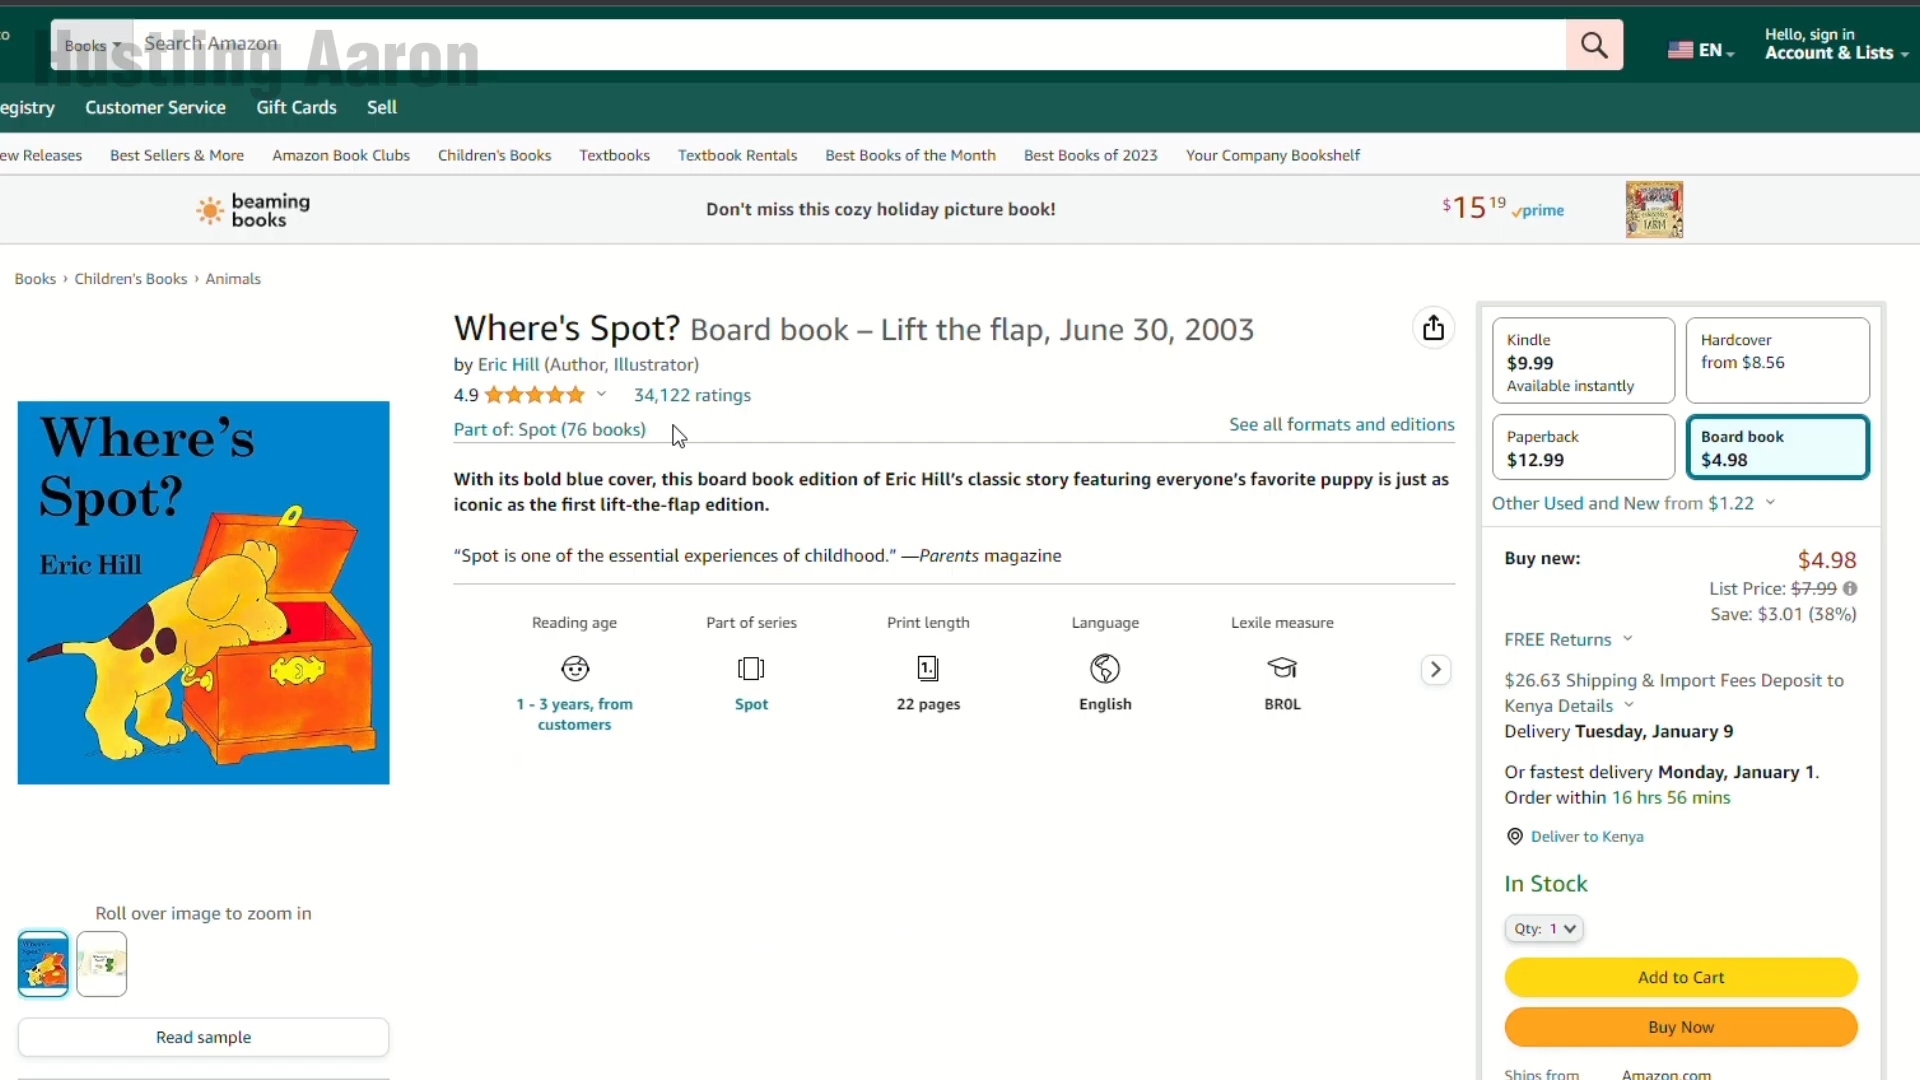 Hustling Aaron
Books
Search Amazon
EN
Hello, sign in
Account & Lists
egistry
Customer Service
Gift Cards
Sell
ew Releases
Best Sellers & More
Amazon Book Clubs
Children's Books
Textbooks
Textbook Rentals
Best Books of the Month
Best Books of 2023
Your Company Bookshelf
beaming
books
Don't miss this cozy holiday picture book!
$15 19 prime
Books › Children's Books › Animals
Where's Spot? Board book – Lift the flap, June 30, 2003
by Eric Hill (Author, Illustrator)
4.9
34,122 ratings
Part of: Spot (76 books)
See all formats and editions
With its bold blue cover, this board book edition of Eric Hill’s classic story featuring everyone’s favorite puppy is just as
iconic as the first lift-the-flap edition.
“Spot is one of the essential experiences of childhood.” —Parents magazine
Reading age
1 - 3 years, from
customers
Part of series
Spot
Print length
1.
22 pages
Language
English
Lexile measure
BR0L
Where's
Spot?
Eric Hill
Roll over image to zoom in
Read sample
Kindle
$9.99
Available instantly
Hardcover
from $8.56
Paperback
$12.99
Board book
$4.98
Other Used and New from $1.22
Buy new:
$4.98
List Price: $7.99
Save: $3.01 (38%)
FREE Returns
$26.63 Shipping & Import Fees Deposit to
Kenya Details
Delivery Tuesday, January 9
Or fastest delivery Monday, January 1.
Order within 16 hrs 56 mins
Deliver to Kenya
In Stock
Qty: 1
Add to Cart
Buy Now
Ships from
Amazon.com